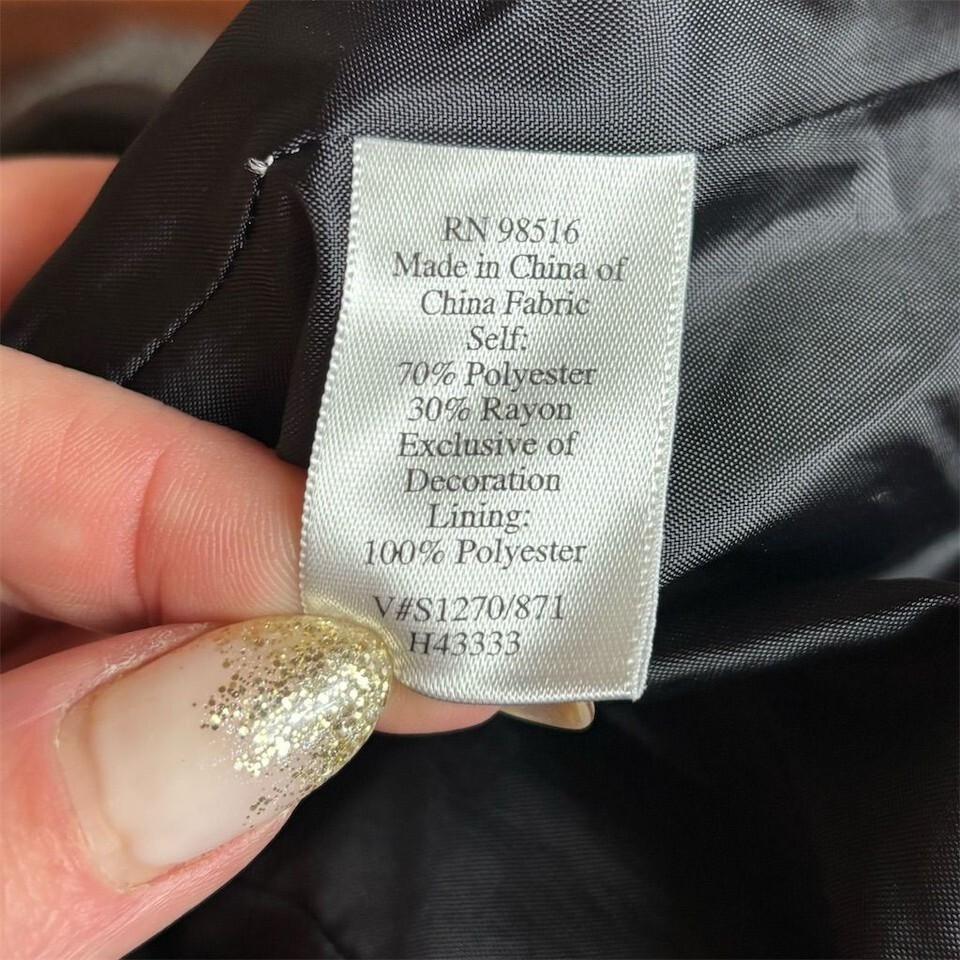 RN 98516
Made in China of
China Fabric
Self:
70% Polyester
30% Rayon
Exclusive of
Decoration
Lining:
100% Polyester
V#S1270/871
H43333